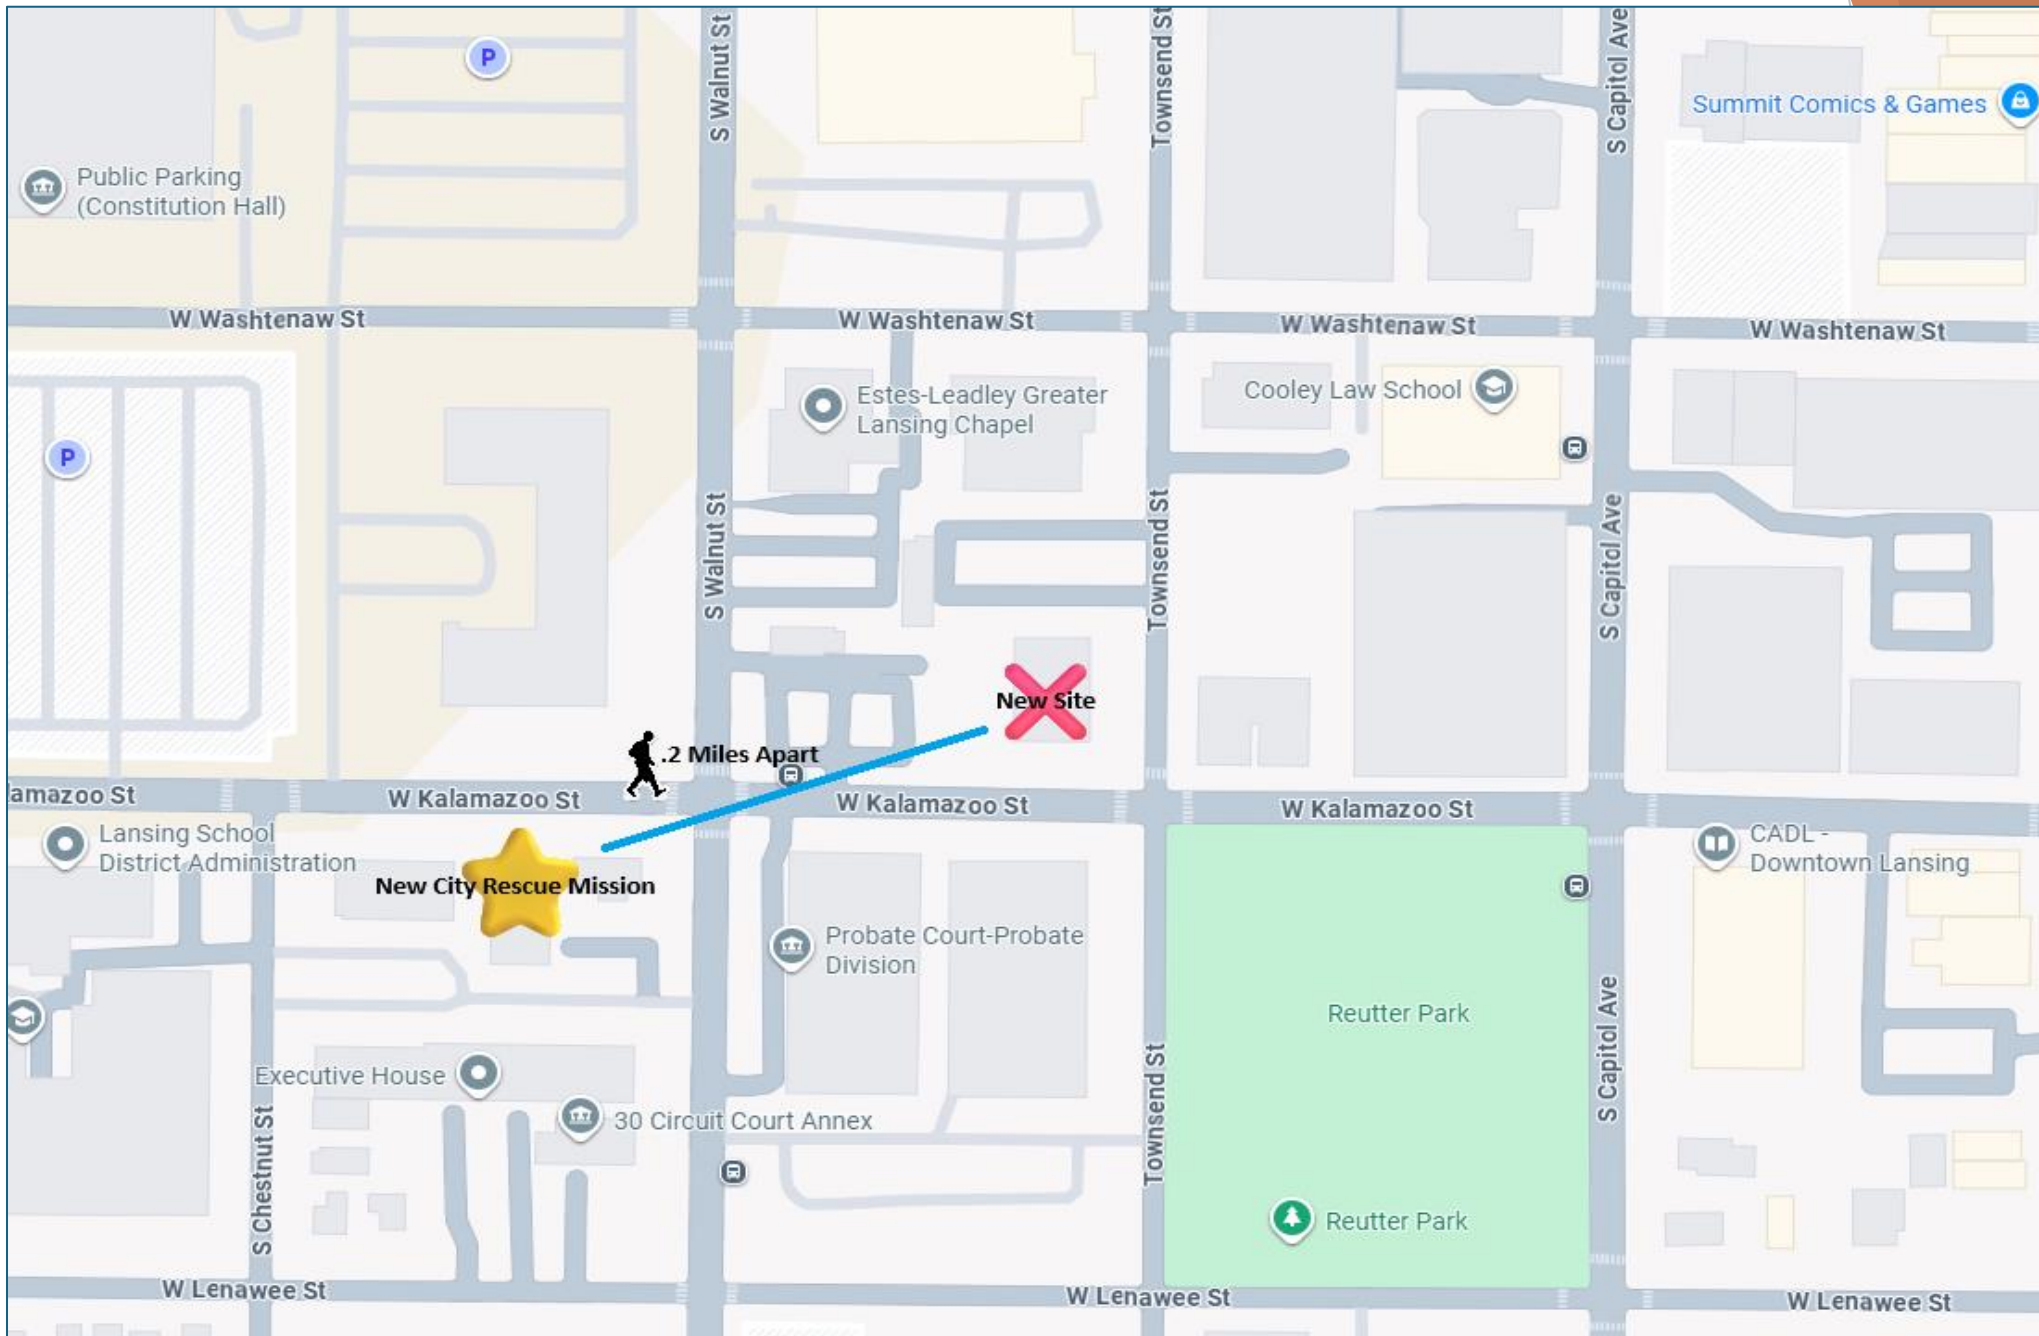 S Walnut St
Townsend St
S Capitol Ave
P
Summit Comics & Games
Public Parking
(Constitution Hall)
W Washtenaw St
W Washtenaw St
W Washtenaw St
W Washtenaw St
Estes-Leadley Greater
Lansing Chapel
Cooley Law School
P
S Walnut St
Townsend St
S Capitol Ave
New Site
.2 Miles Apart
amazoo St
W Kalamazoo St
W Kalamazoo St
W Kalamazoo St
Lansing School
District Administration
CADL -
Downtown Lansing
New City Rescue Mission
Probate Court-Probate
Division
Reutter Park
S Capitol Ave
Executive House
Townsend St
30 Circuit Court Annex
S Chestnut St
Reutter Park
W Lenawee St
W Lenawee St
W Lenawee St